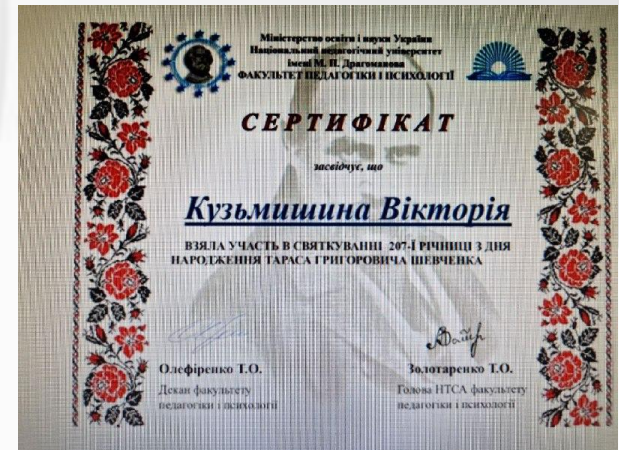 Міністерство освіти і науки України
Національний педагогічний університет
імені М. П. Драгоманова
ФАКУЛЬТЕТ ПЕДАГОГІКИ І ПСИХОЛОГІЇ
СЕРТИФІКАТ
засвідчує, що
Кузьмишина Вікторія
ВЗЯЛА УЧАСТЬ В СВЯТКУВАННІ 207-Ї РІЧНИЦІ З ДНЯ
НАРОДЖЕННЯ ТАРАСА ГРИГОРОВИЧА ШЕВЧЕНКА
Олефіренко Т.О.
Декан факультету
педагогіки і психології
Золотаренко Т.О.
Голова НТСА факультету
педагогіки і психології